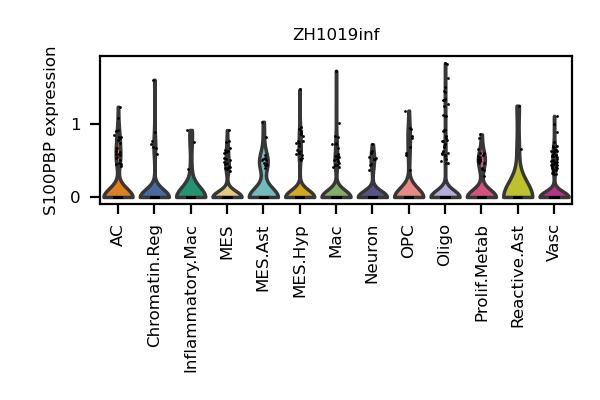 ZH1019inf
S100PBP expression
1
0
AC
Chromatin.Reg
Inflammatory.Mac
MES
MES.Ast
MES.Hyp
Mac
Neuron
OPC
Oligo
Prolif.Metab
Reactive.Ast
Vasc